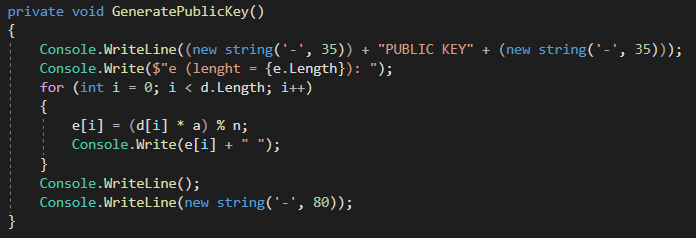 private void GeneratePublicKey()
{
    Console.WriteLine((new string('-', 35)) + "PUBLIC KEY" + (new string('-', 35)));
    Console.Write($"e (lenght = {e.Length}): ");
    for (int i = 0; i < d.Length; i++)
    {
        e[i] = (d[i] * a) % n;
        Console.Write(e[i] + " ");
    }
    Console.WriteLine();
    Console.WriteLine(new string('-', 80));
}